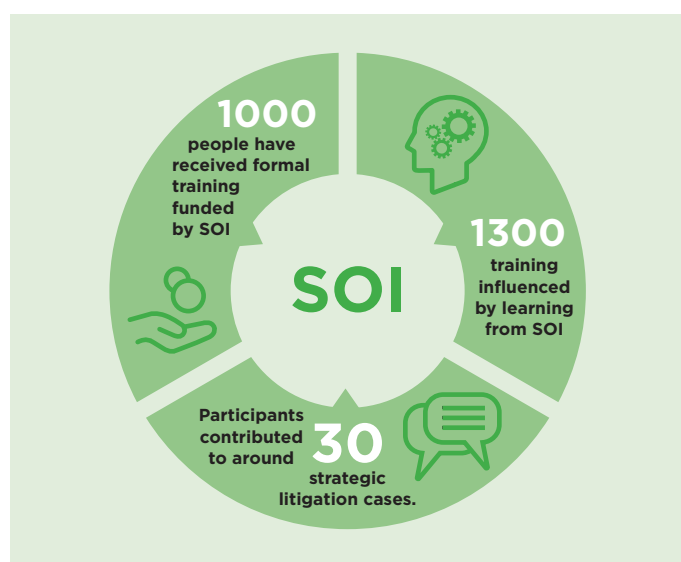 1000
people have
received formal
training
funded
by SOI
SOI
1300
training
influenced
by learning
from SOI
Participants
contributed
to around
30
strategic
litigation cases.